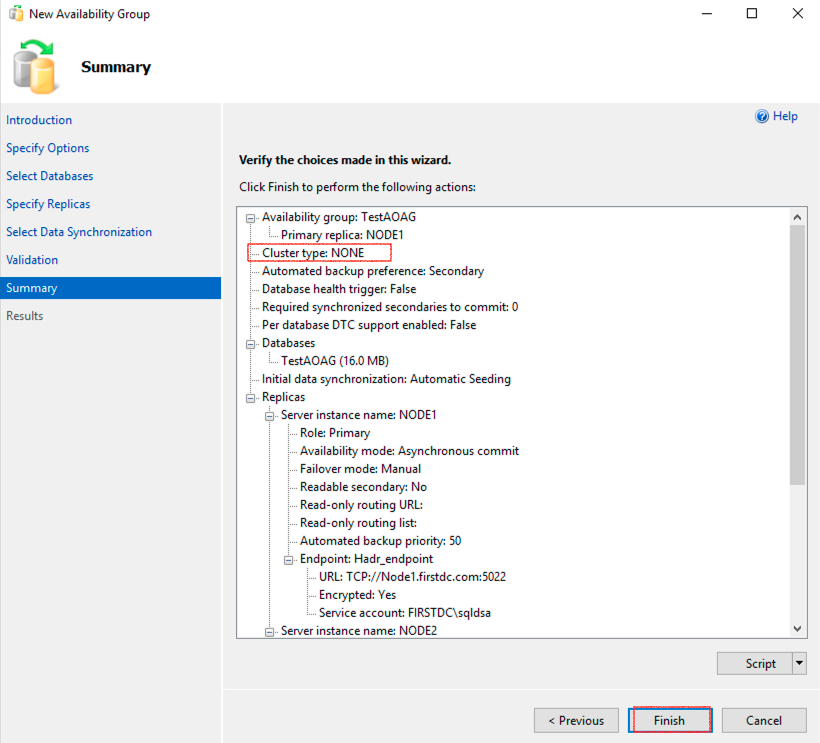 New Availability Group
Summary
Introduction
Specify Options
Select Databases
Specify Replicas
Select Data Synchronization
Validation
Summary
Results
Help
Verify the choices made in this wizard.
Click Finish to perform the following actions:
Availability group: TestAOAG
Primary replica: NODE1
Cluster type: NONE
Automated backup preference: Secondary
Database health trigger: False
Required synchronized secondaries to commit: 0
Per database DTC support enabled: False
Databases
TestAOAG (16.0 MB)
Initial data synchronization: Automatic Seeding
Replicas
Server instance name: NODE1
Role: Primary
Availability mode: Asynchronous commit
Failover mode: Manual
Readable secondary: No
Read-only routing URL:
Read-only routing list:
Automated backup priority: 50
Endpoint: Hadr_endpoint
URL: TCP://Node1.firstdc.com:5022
Encrypted: Yes
Service account: FIRSTDC\sqldsa
Server instance name: NODE2
Script
< Previous
Finish
Cancel